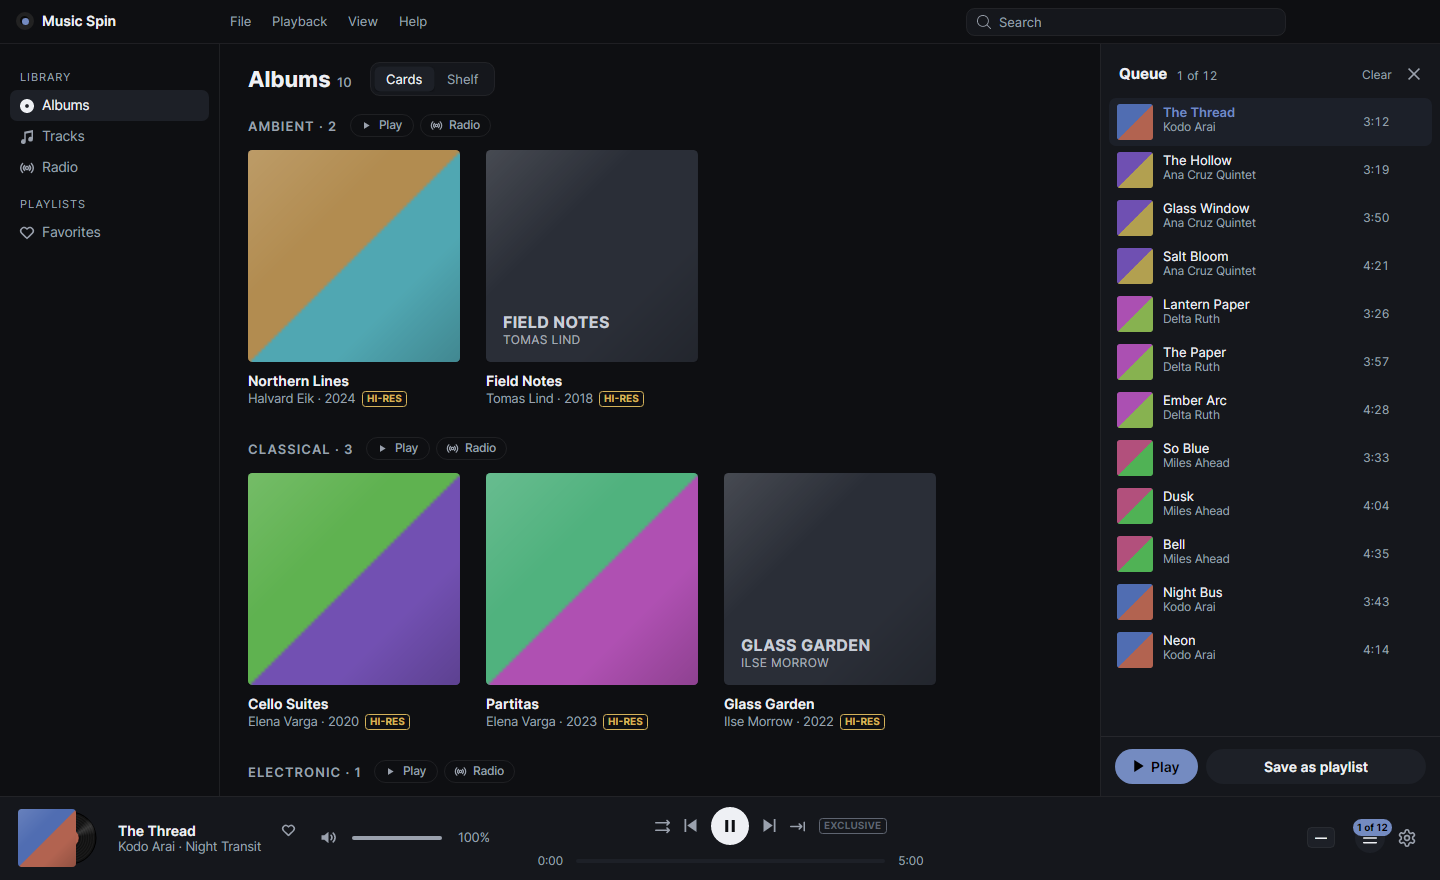 Music Spin
File
Playback
View
Help
Search
LIBRARY
Albums
Tracks
Radio
PLAYLISTS
Favorites
Albums 10
Cards
Shelf
AMBIENT · 2
Play
Radio
FIELD NOTES
TOMAS LIND
Northern Lines
Halvard Eik · 2024 HI-RES
Field Notes
Tomas Lind · 2018 HI-RES
CLASSICAL · 3
Play
Radio
GLASS GARDEN
ILSE MORROW
Cello Suites
Elena Varga · 2020 HI-RES
Partitas
Elena Varga · 2023 HI-RES
Glass Garden
Ilse Morrow · 2022 HI-RES
ELECTRONIC · 1
Play
Radio
Queue 1 of 12
Clear
The Thread
Kodo Arai
3:12
The Hollow
Ana Cruz Quintet
3:19
Glass Window
Ana Cruz Quintet
3:50
Salt Bloom
Ana Cruz Quintet
4:21
Lantern Paper
Delta Ruth
3:26
The Paper
Delta Ruth
3:57
Ember Arc
Delta Ruth
4:28
So Blue
Miles Ahead
3:33
Dusk
Miles Ahead
4:04
Bell
Miles Ahead
4:35
Night Bus
Kodo Arai
3:43
Neon
Kodo Arai
4:14
Play
Save as playlist
The Thread
Kodo Arai · Night Transit
100%
EXCLUSIVE
0:00
5:00
1 of 12